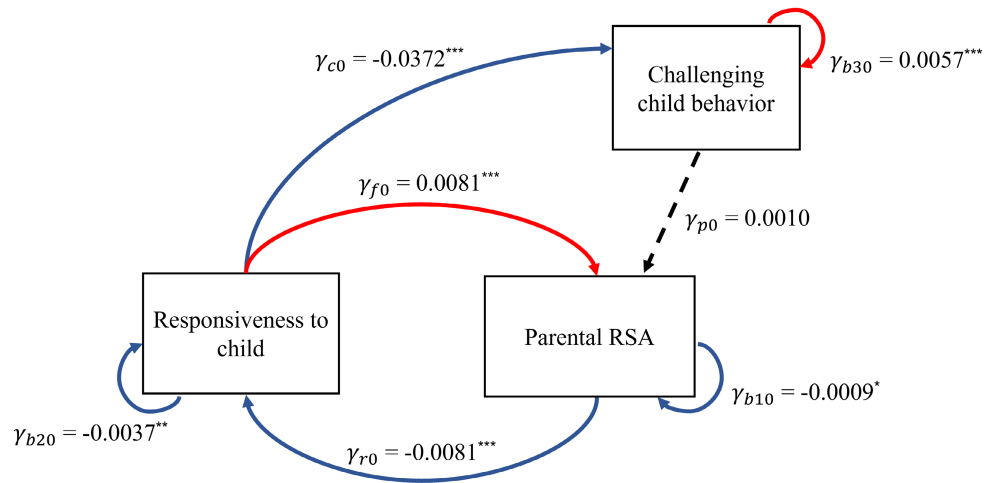 γc0 = -0.0372***
Challenging
child behavior
γb30 = 0.0057***
γf0 = 0.0081***
γp0 = 0.0010
Responsiveness to
child
Parental RSA
γb10 = -0.0009*
γb20 = -0.0037**
γr0 = -0.0081***